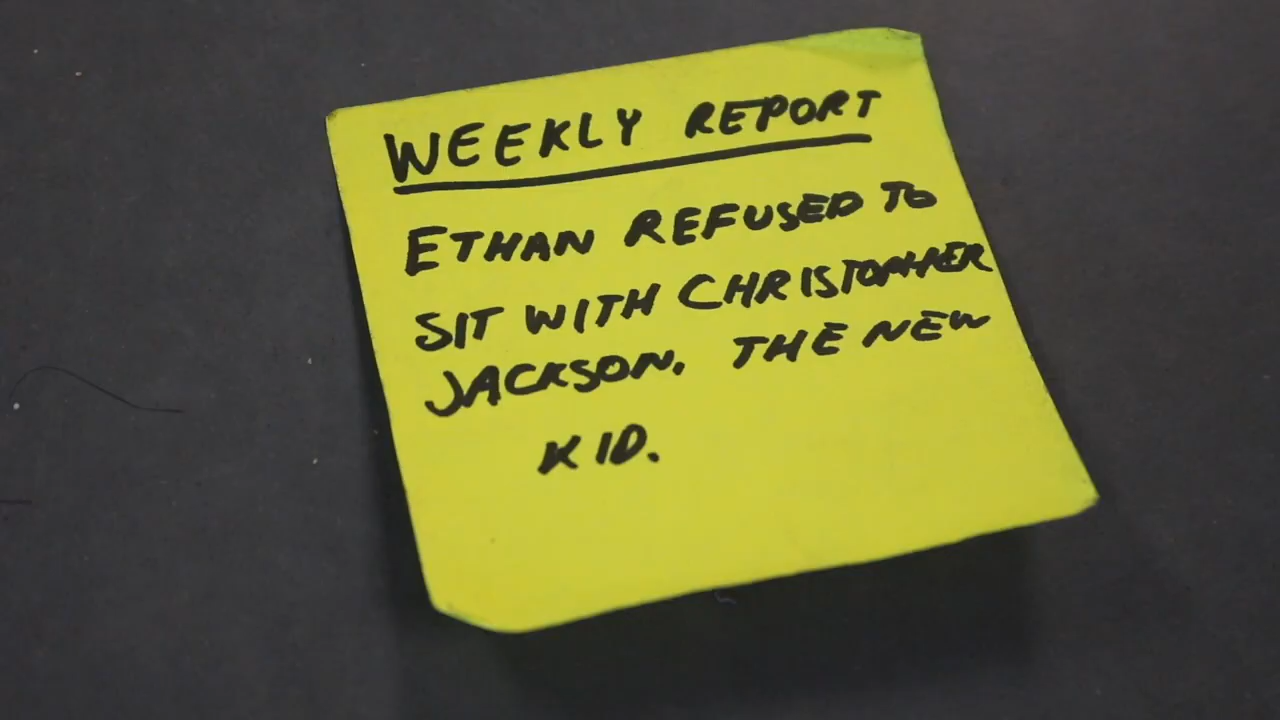 WEEKLY REPORT
ETHAN REFUSED TO
SIT WITH CHRISTOPHER
JACKSON. THE NEW
KID.